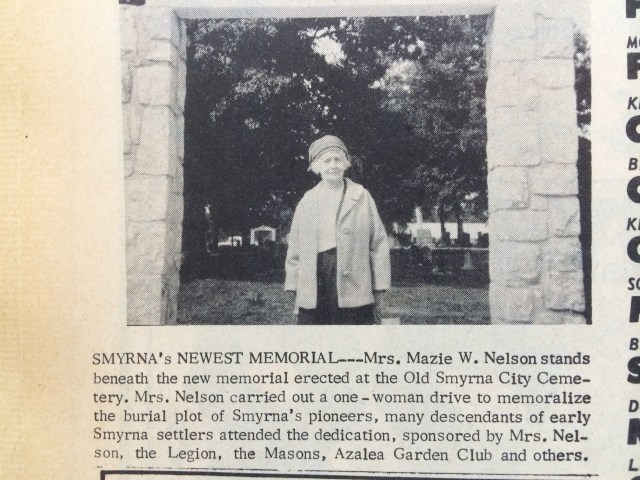 SMYRNA's NEWEST MEMORIAL---Mrs. Mazie W. Nelson stands
beneath the new memorial erected at the Old Smyrna City Ceme-
tery. Mrs. Nelson carried out a one-woman drive to memorialize
the burial plot of Smyrna's pioneers, many descendants of early
Smyrna settlers attended the dedication, sponsored by Mrs. Nel-
son, the Legion, the Masons, Azalea Garden Club and others.